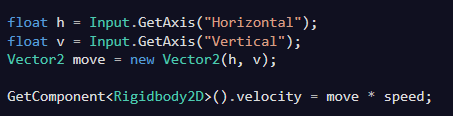 float h = Input.GetAxis("Horizontal");
float v = Input.GetAxis("Vertical");
Vector2 move = new Vector2(h, v);
GetComponent<Rigidbody2D>().velocity = move * speed;